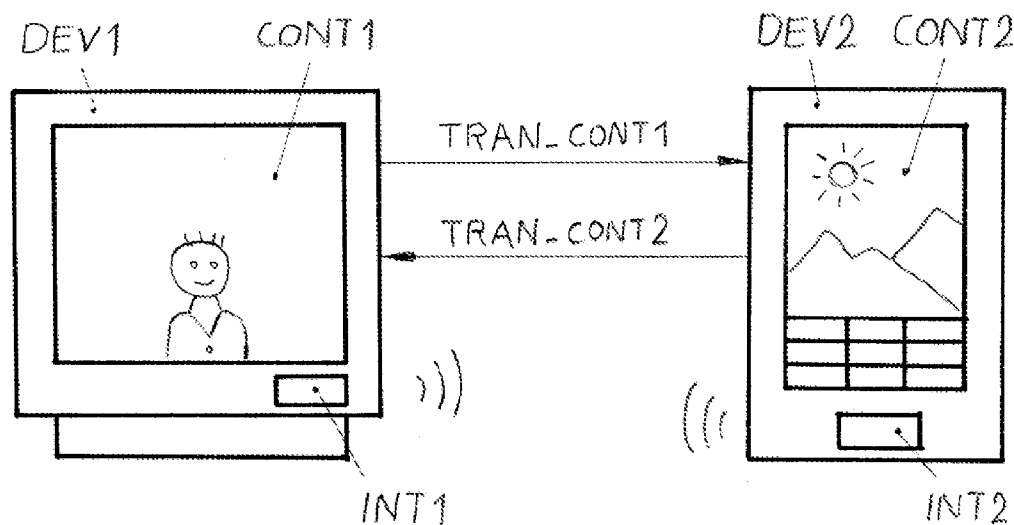 DEV1 CONT1 DEV2 CONT2
TRAN_CONT1
TRAN_CONT2
INT1 INT2